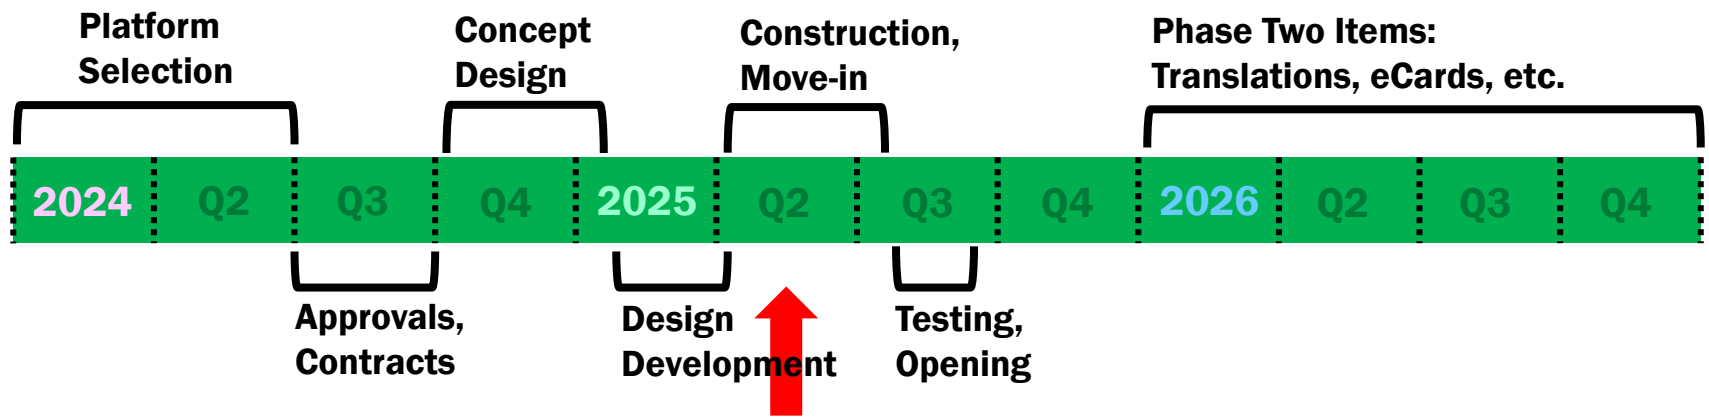 Platform
Selection
Concept
Design
Construction,
Move-in
Phase Two Items:
Translations, eCards, etc.
2024 Q2 Q3 Q4 2025 Q2 Q3 Q4 2026 Q2 Q3 Q4
Approvals,
Contracts
Design
Development
Testing,
Opening